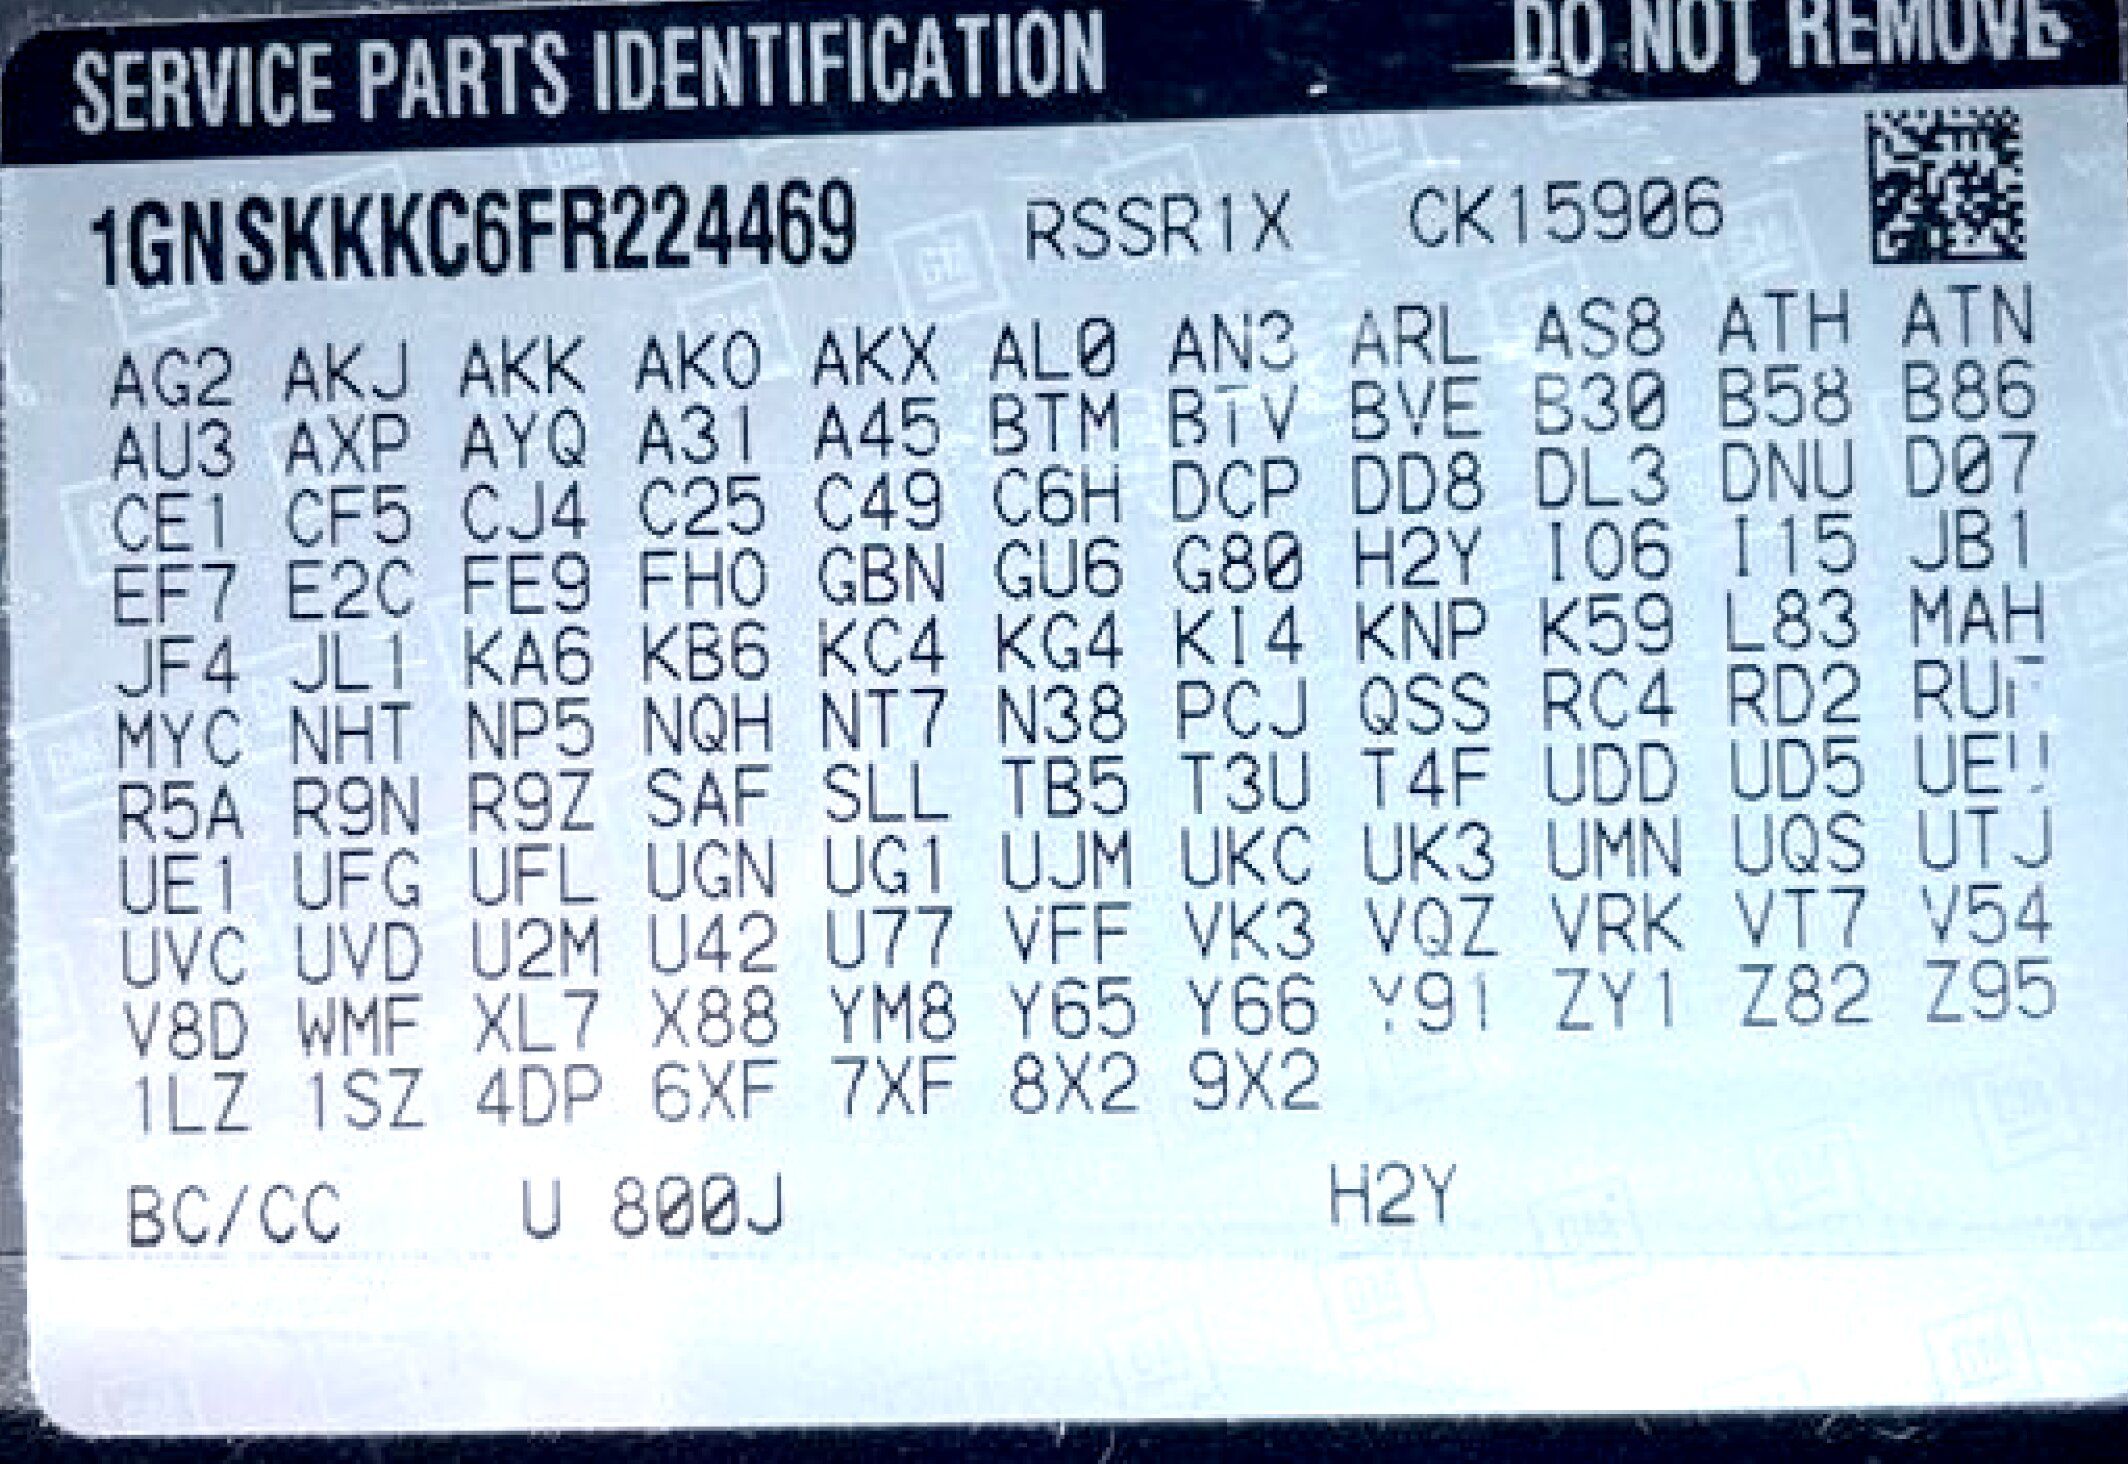 SERVICE PARTS IDENTIFICATION DO NOT REMOVE
1GNSKKKC6FR224469 RSSR1X CK15906
AG2 AKJ AKK AKO AKX AL0 AN3 ARL AS8 ATH ATN
AU3 AXP AYQ A31 A45 BTM BTV BVE B30 B58 B86
CE1 CF5 CJ4 C25 C49 C6H DCP DD8 DL3 DNU D07
EF7 E2C FE9 FHO GBN GU6 G80 H2Y IO6 I15 JB1
JF4 JL1 KA6 KB6 KC4 KG4 KI4 KNP K59 L83 MAH
MYC NHT NP5 NQH NT7 N38 PCJ QSS RC4 RD2
R5A R9N R9Z SAF SLL TB5 T3U T4F UDD UD5 UEU
UE1 UFG UFL UGN UG1 UJM UKC UK3 UMN UQS UTJ
UVC UVD U2M U42 U77 VFF VK3 VQZ VRK VT7 V54
V8D WMF XL7 X88 YM8 Y65 Y66 Y91 ZY1 Z82 Z95
1LZ 1SZ 4DP 6XF 7XF 8X2 9X2
BC/CC U 800J H2Y